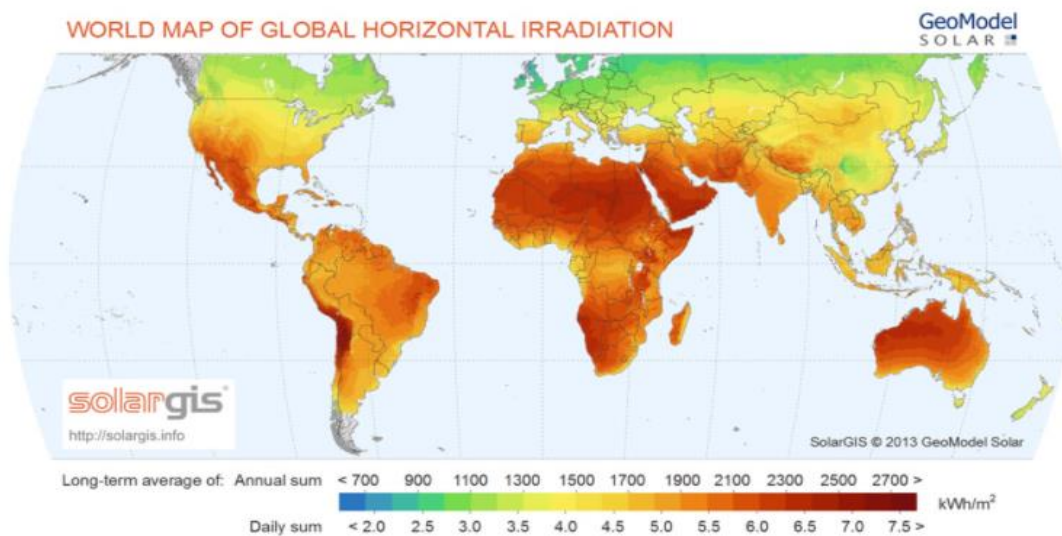 WORLD MAP OF GLOBAL HORIZONTAL IRRADIATION
GeoModel
SOLAR
solargis
http://solargis.info
SolarGIS © 2013 GeoModel Solar
Long-term average of: Annual sum < 700 900 1100 1300 1500 1700 1900 2100 2300 2500 2700 > kWh/m²
Daily sum < 2.0 2.5 3.0 3.5 4.0 4.5 5.0 5.5 6.0 6.5 7.0 7.5 >